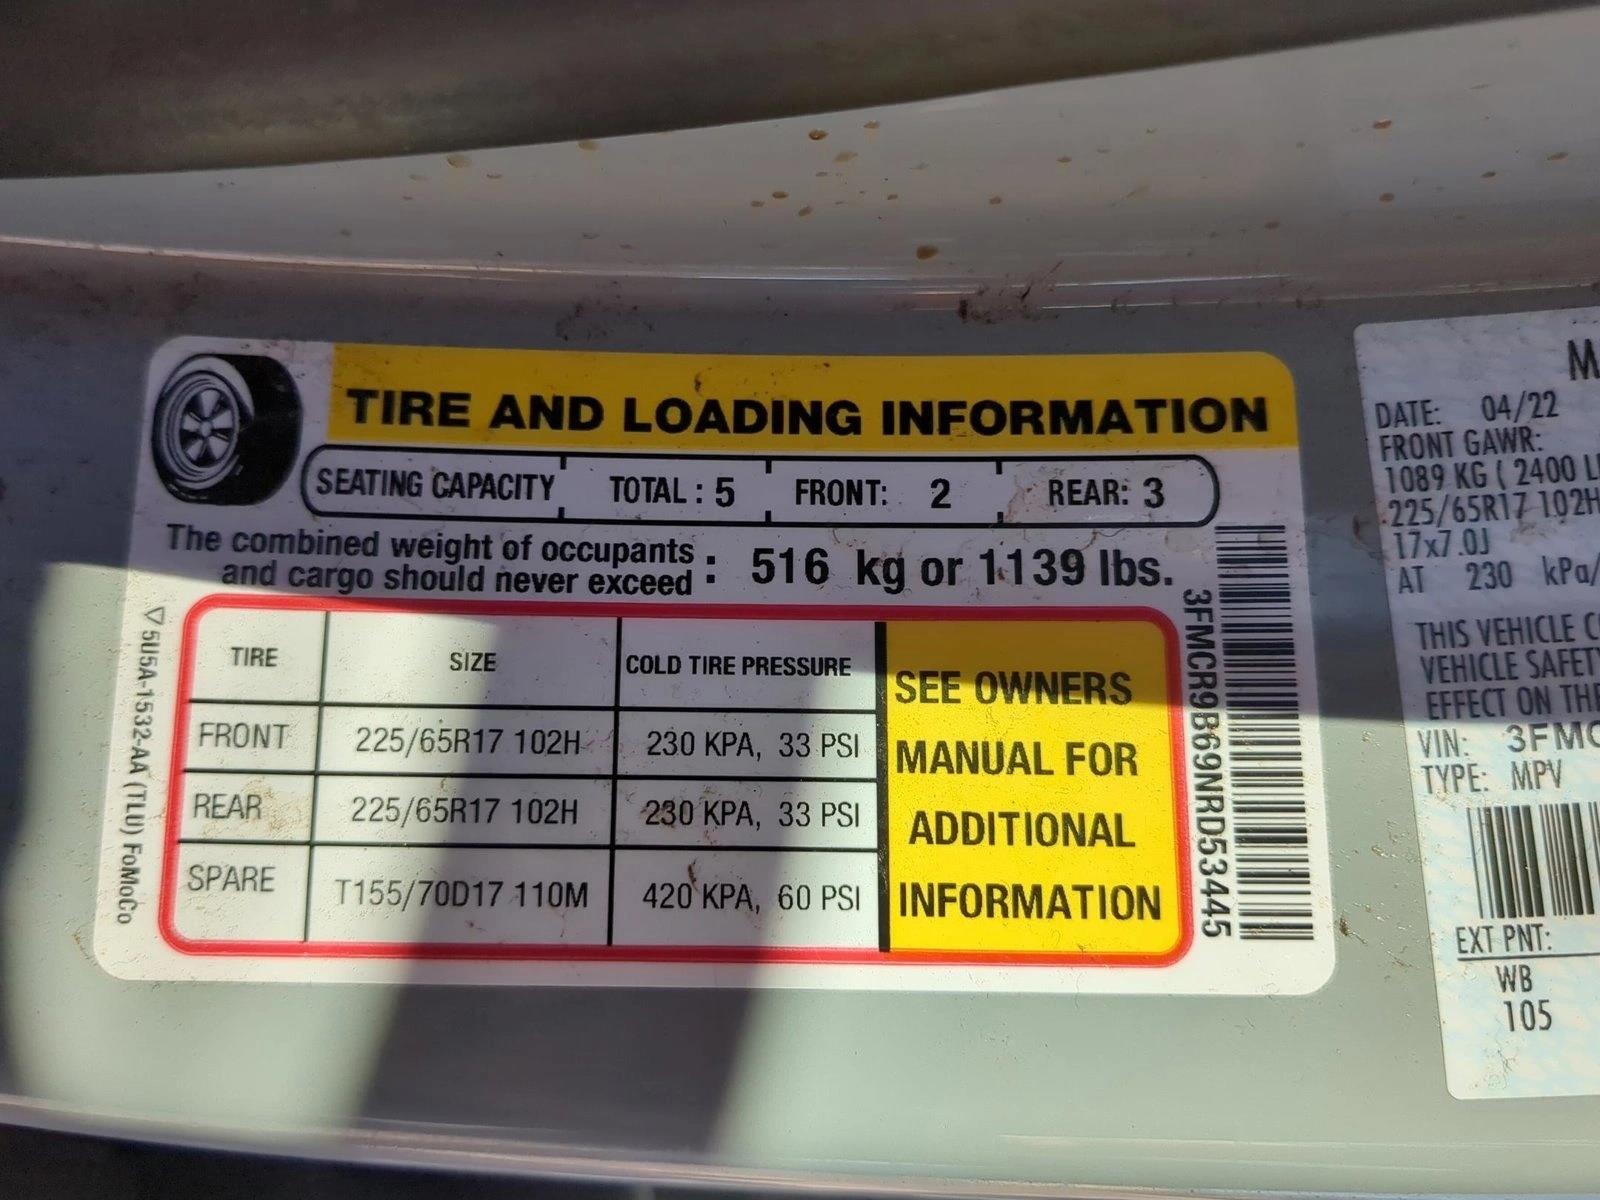 TIRE AND LOADING INFORMATION
SEATING CAPACITY TOTAL: 5 FRONT: 2 REAR: 3
The combined weight of occupants
and cargo should never exceed : 516 kg or 1139 lbs.
TIRE SIZE COLD TIRE PRESSURE
FRONT 225/65R17 102H 230 KPA, 33 PSI
REAR 225/65R17 102H 230 KPA, 33 PSI
SPARE T155/70D17 110M 420 KPA, 60 PSI
SEE OWNERS
MANUAL FOR
ADDITIONAL
INFORMATION
5U5A-1532-AA (TLU) FoMoCo
3FMCR9B69NRD53445
M
DATE: 04/22
FRONT GAWR:
1089 KG ( 2400 L
225/65R17 102H
17x7.0J
AT 230 kPa/
THIS VEHICLE C
VEHICLE SAFETY
EFFECT ON THE
VIN: 3FMC
TYPE: MPV
EXT PNT:
WB
105